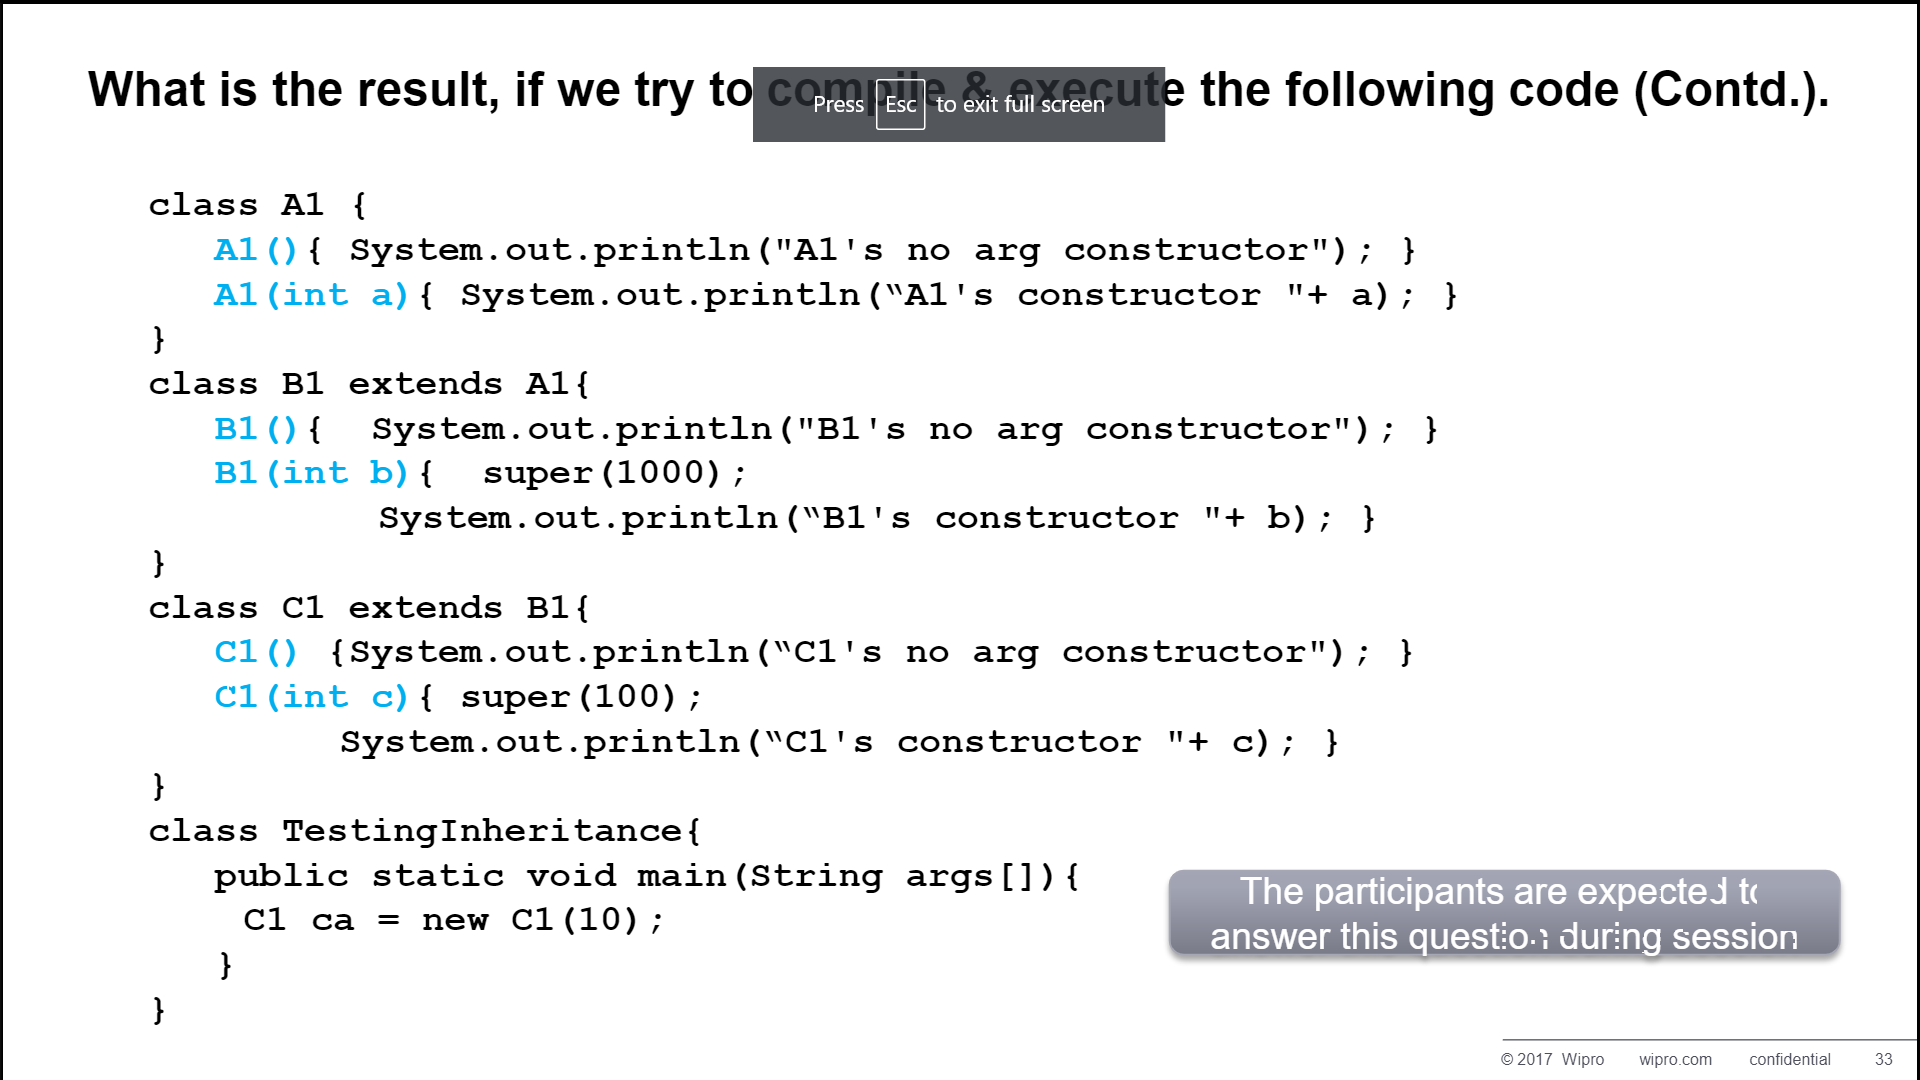 What is the result, if we try to compile & execute the following code (Contd.).
Press Esc to exit full screen
class A1 {
A1(){ System.out.println("A1's no arg constructor"); }
A1(int a){ System.out.println(“A1's constructor "+ a); }
}
class B1 extends A1{
B1(){ System.out.println("B1's no arg constructor"); }
B1(int b){ super(1000);
System.out.println(“B1's constructor "+ b); }
}
class C1 extends B1{
C1() {System.out.println(“C1's no arg constructor"); }
C1(int c){ super(100);
System.out.println(“C1's constructor "+ c); }
}
class TestingInheritance{
public static void main(String args[]){
C1 ca = new C1(10);
}
}
The participants are expected to
answer this question during session
© 2017 Wipro wipro.com confidential 33